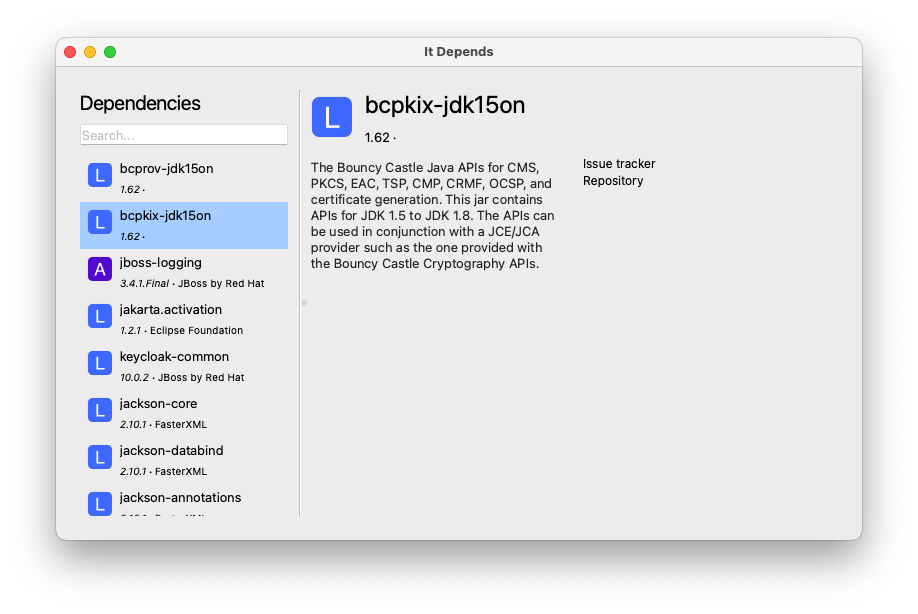 It Depends
Dependencies
Search...
L
bcprov-jdk15on
1.62 ·
L
bcpkix-jdk15on
1.62 ·
A
jboss-logging
3.4.1.Final · JBoss by Red Hat
L
jakarta.activation
1.2.1 · Eclipse Foundation
L
keycloak-common
10.0.2 · JBoss by Red Hat
L
jackson-core
2.10.1 · FasterXML
L
jackson-databind
2.10.1 · FasterXML
L
jackson-annotations
L
bcpkix-jdk15on
1.62 ·
The Bouncy Castle Java APIs for CMS,
PKCS, EAC, TSP, CMP, CRMF, OCSP, and
certificate generation. This jar contains
APIs for JDK 1.5 to JDK 1.8. The APIs can
be used in conjunction with a JCE/JCA
provider such as the one provided with
the Bouncy Castle Cryptography APIs.
Issue tracker
Repository